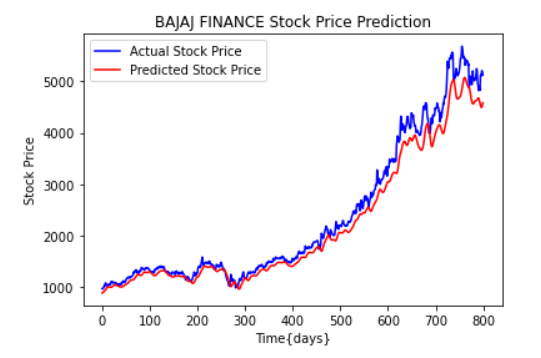 BAJAJ FINANCE Stock Price Prediction
Actual Stock Price
Predicted Stock Price
5000
4000
3000
2000
1000
Stock Price
0 100 200 300 400 500 600 700 800
Time{days}